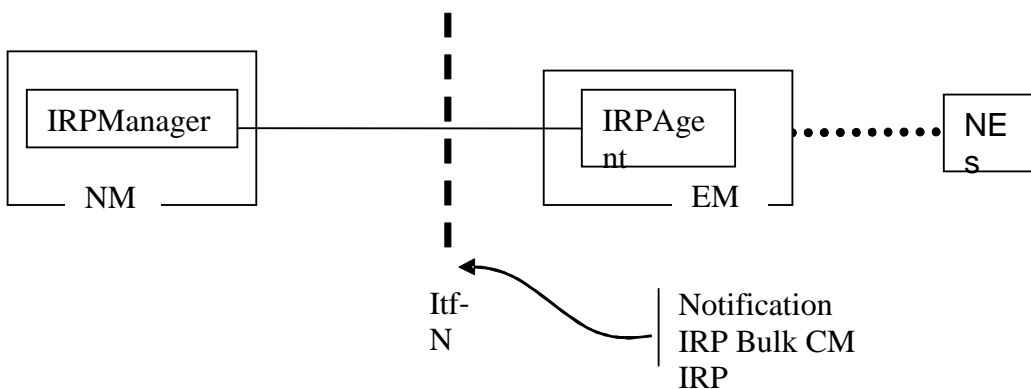 IRPManager
IRPAge
nt
NE
s
NM
EM
Itf-
N
Notification
IRP Bulk CM
IRP